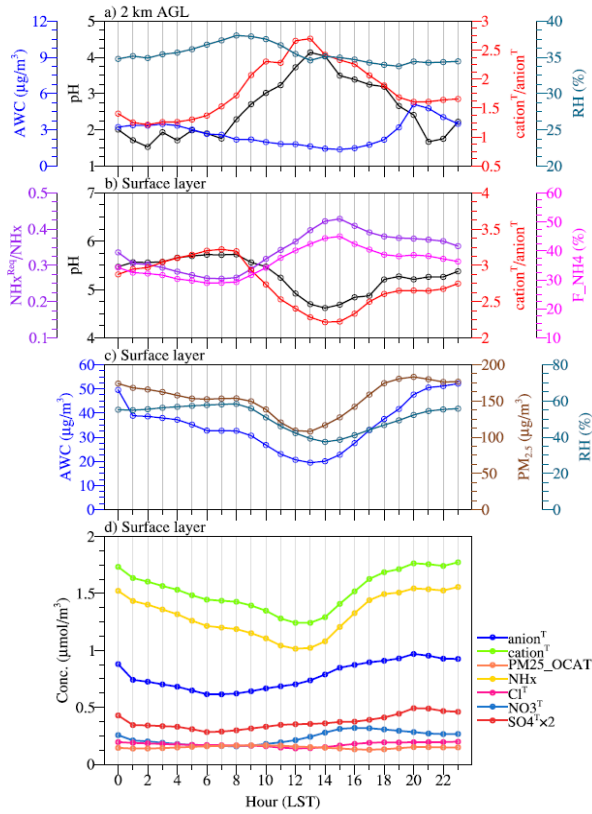 a) 2 km AGL
12
9
6
3
0
AWC (μg/m³)
5
4
3
2
1
pH
3
2.5
2
1.5
1
0.5
cation^T/anion^T
40
35
30
25
20
RH (%)
b) Surface layer
0.5
0.4
0.3
0.2
0.1
NHx^Req/NHx
7
6
5
4
pH
4
3.5
3
2.5
2
cation^T/anion^T
60
50
40
30
20
10
F_NH4 (%)
c) Surface layer
60
50
40
30
20
10
0
AWC (μg/m³)
200
150
100
50
0
PM₂.₅ (μg/m³)
80
60
40
20
0
RH (%)
d) Surface layer
2
1.5
1
0.5
0
Conc. (μmol/m³)
0 2 4 6 8 10 12 14 16 18 20 22
Hour (LST)
anion^T
cation^T
PM25_OCAT
NHx
Cl^T
NO3^T
SO4^T×2